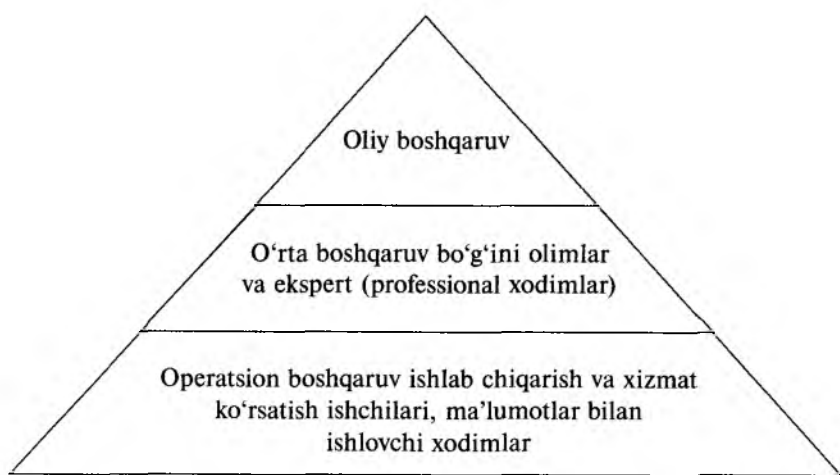 Oliy boshqaruv
O‘rta boshqaruv bo‘g‘ini olimlar
va ekspert (professional xodimlar)
Operatsion boshqaruv ishlab chiqarish va xizmat
ko‘rsatish ishchilari, ma’lumotlar bilan
ishlovchi xodimlar